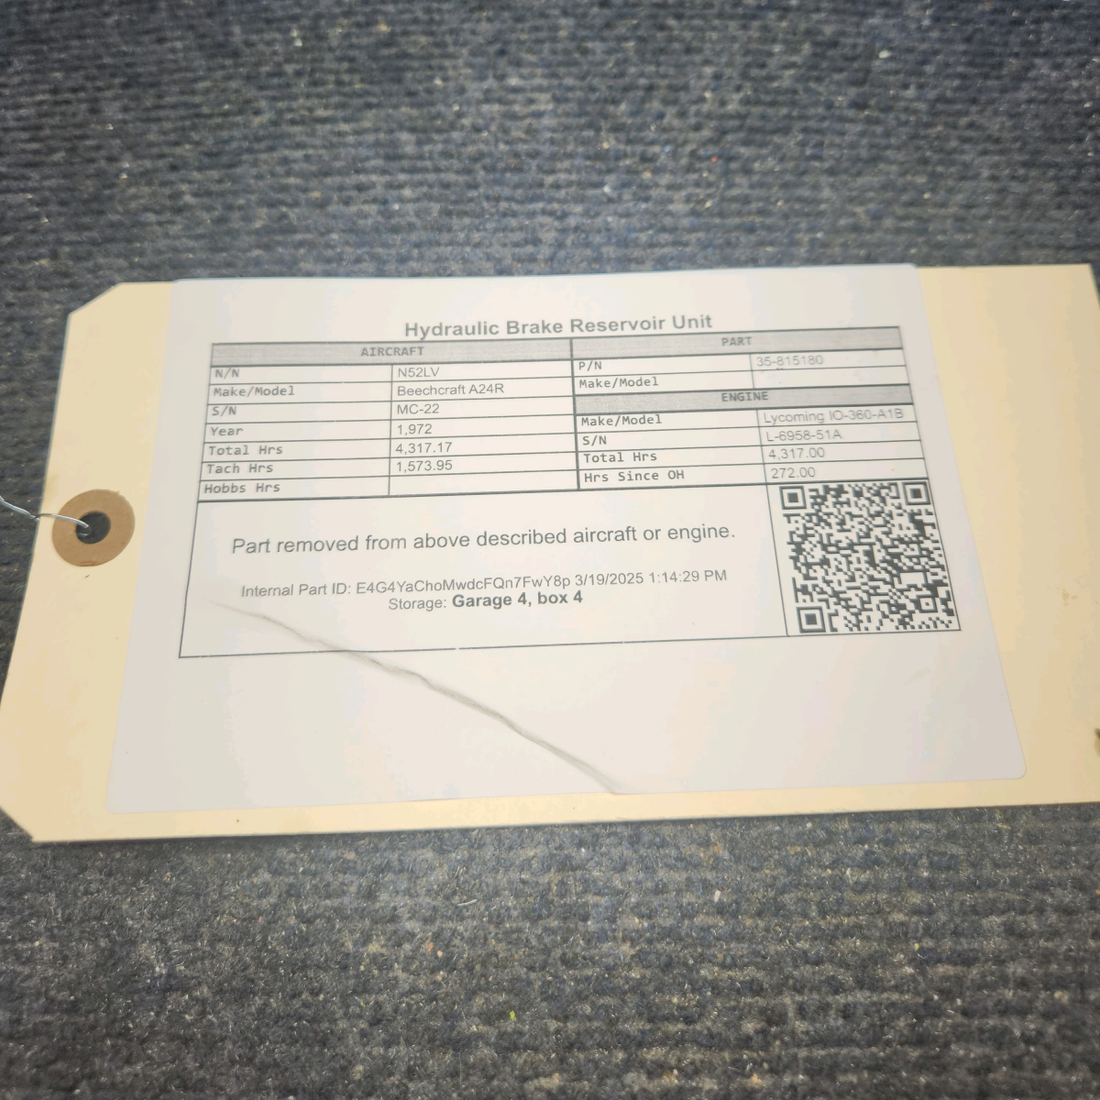 Hydraulic Brake Reservoir Unit
AIRCRAFT
N/N N52LV
Make/Model Beechcraft A24R
S/N MC-22
Year 1,972
Total Hrs 4,317.17
Tach Hrs 1,573.95
Hobbs Hrs
PART
P/N 35-815180
Make/Model
ENGINE
Make/Model Lycoming IO-360-A1B
S/N L-6958-51A
Total Hrs 4,317.00
Hrs Since OH 272.00
Part removed from above described aircraft or engine.
Internal Part ID: E4G4YaChoMwdcFQn7FwY8p 3/19/2025 1:14:29 PM
Storage: Garage 4, box 4